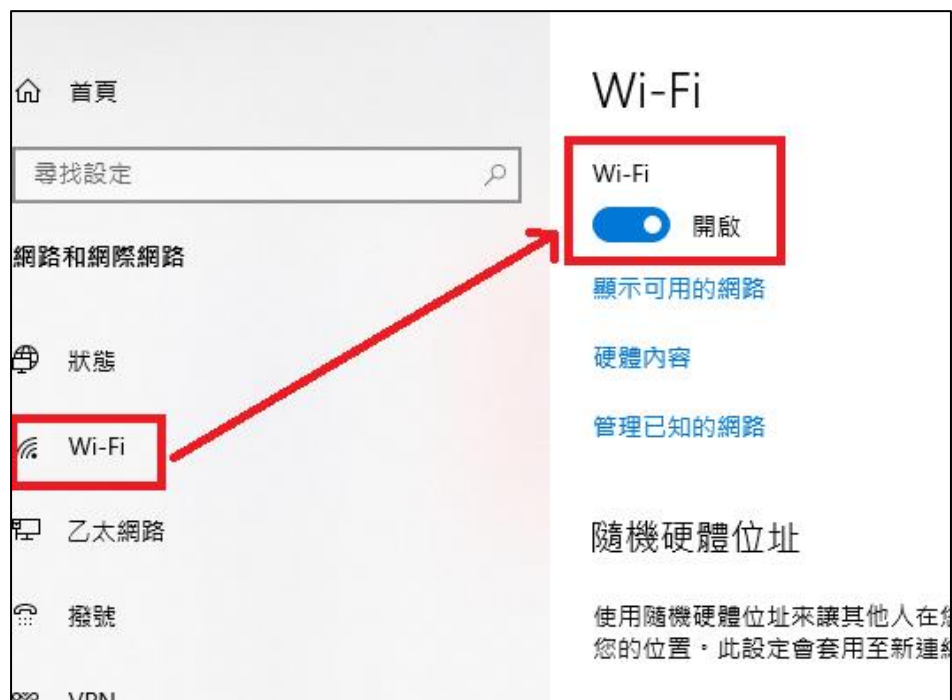 首頁
尋找設定
網路和網際網路
狀態
Wi-Fi
乙太網路
撥號
VPN
Wi-Fi
Wi-Fi
開啟
顯示可用的網路
硬體內容
管理已知的網路
隨機硬體位址
使用隨機硬體位址來讓其他人在您
您的位置。此設定會套用至新連線